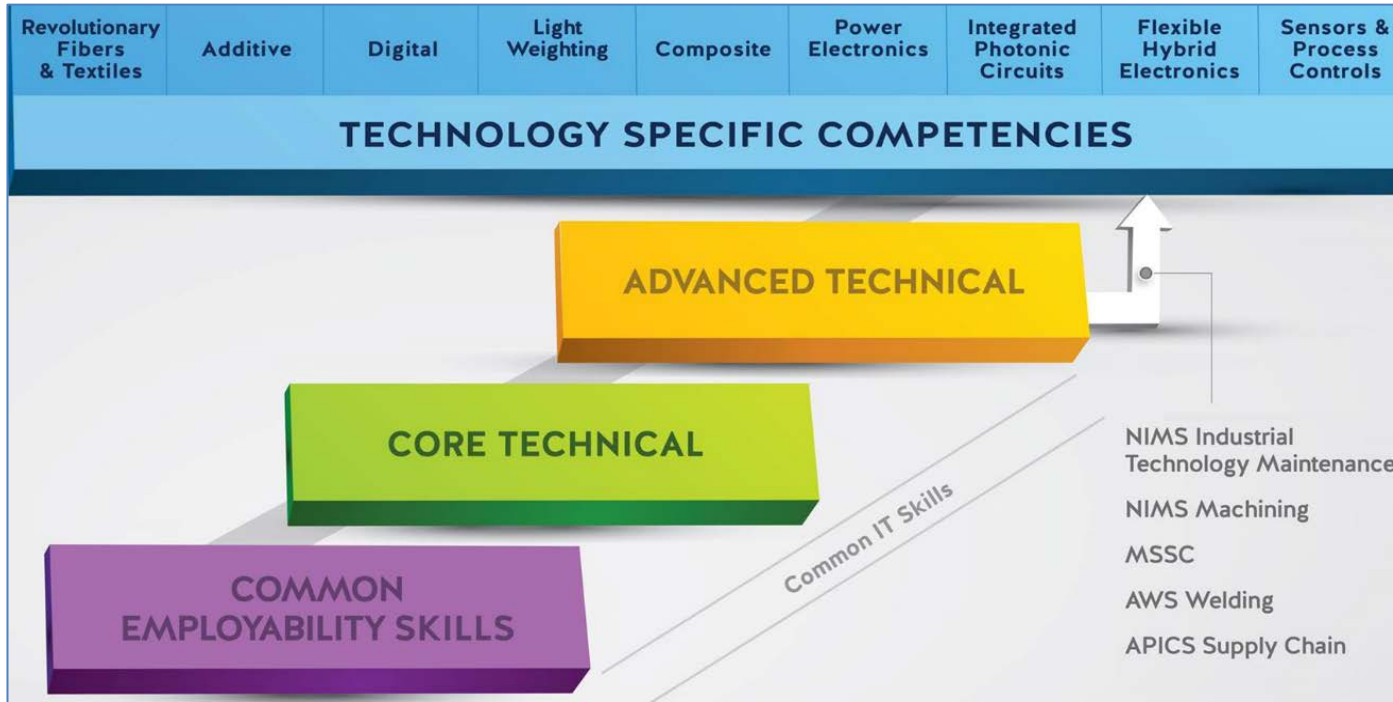 Revolutionary
Fibers
& Textiles
Additive
Digital
Light
Weighting
Composite
Power
Electronics
Integrated
Photonic
Circuits
Flexible
Hybrid
Electronics
Sensors &
Process
Controls
TECHNOLOGY SPECIFIC COMPETENCIES
ADVANCED TECHNICAL
CORE TECHNICAL
COMMON
EMPLOYABILITY SKILLS
Common IT Skills
NIMS Industrial
Technology Maintenance
NIMS Machining
MSSC
AWS Welding
APICS Supply Chain